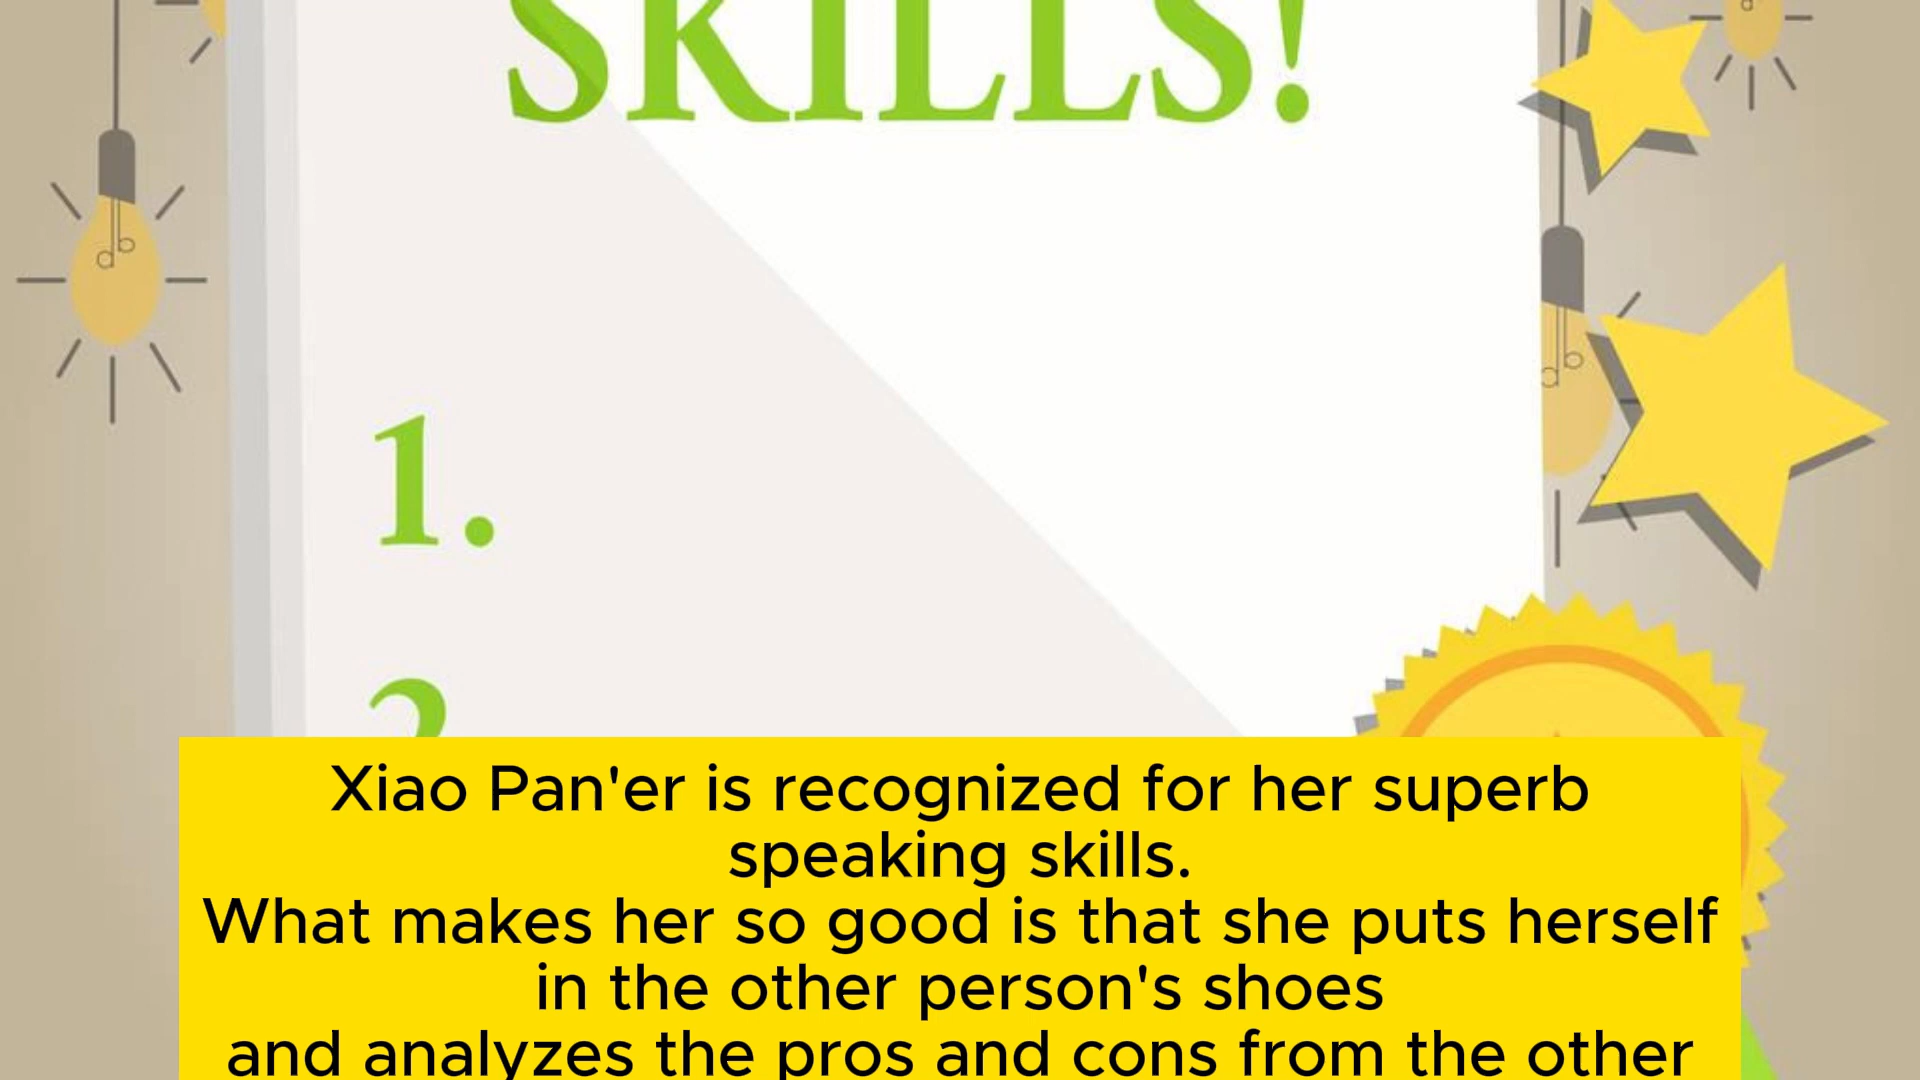 SKILLS!
1.
2
Xiao Pan'er is recognized for her superb
speaking skills.
What makes her so good is that she puts herself
in the other person's shoes
and analyzes the pros and cons from the other